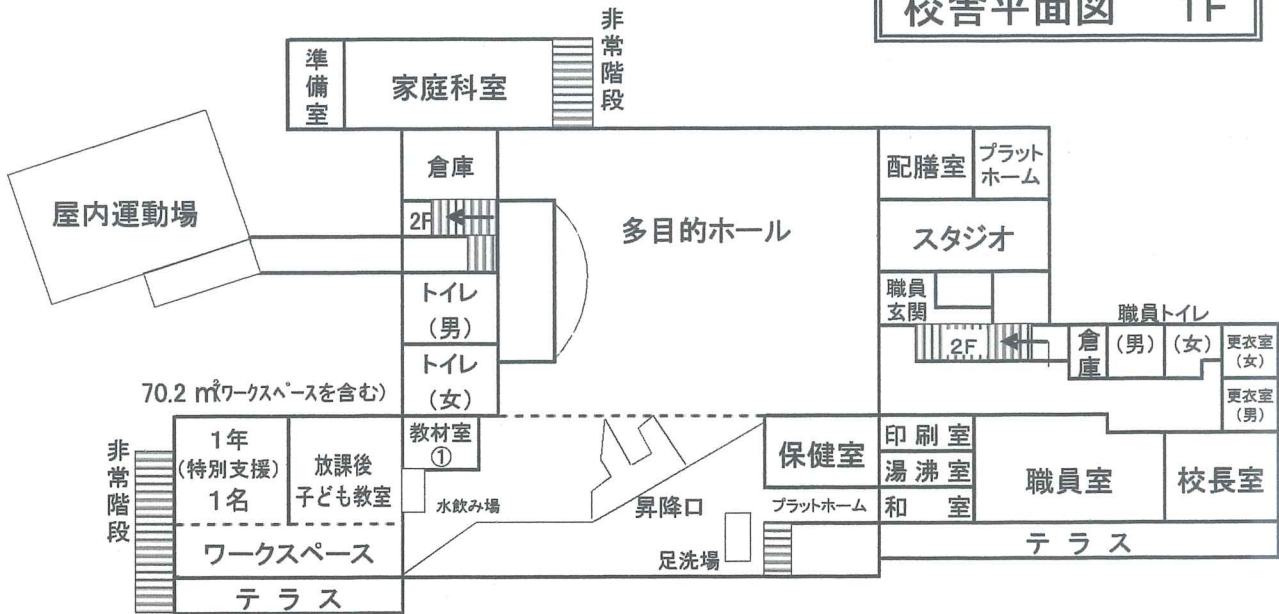 校舎平面図 1F
非常階段
準備室
家庭科室
倉庫
配膳室
プラットホーム
屋内運動場
2F
多目的ホール
スタジオ
トイレ
(男)
職員
玄関
職員トイレ
2F
倉庫
(男)
(女)
更衣室
(女)
トイレ
(女)
更衣室
(男)
70.2 ㎡ワークスペースを含む)
非常階段
1年
(特別支援)
1名
放課後
子ども教室
教材室
①
水飲み場
昇降口
保健室
プラットホーム
足洗場
印刷室
湯沸室
和室
職員室
校長室
ワークスペース
テラス
テラス